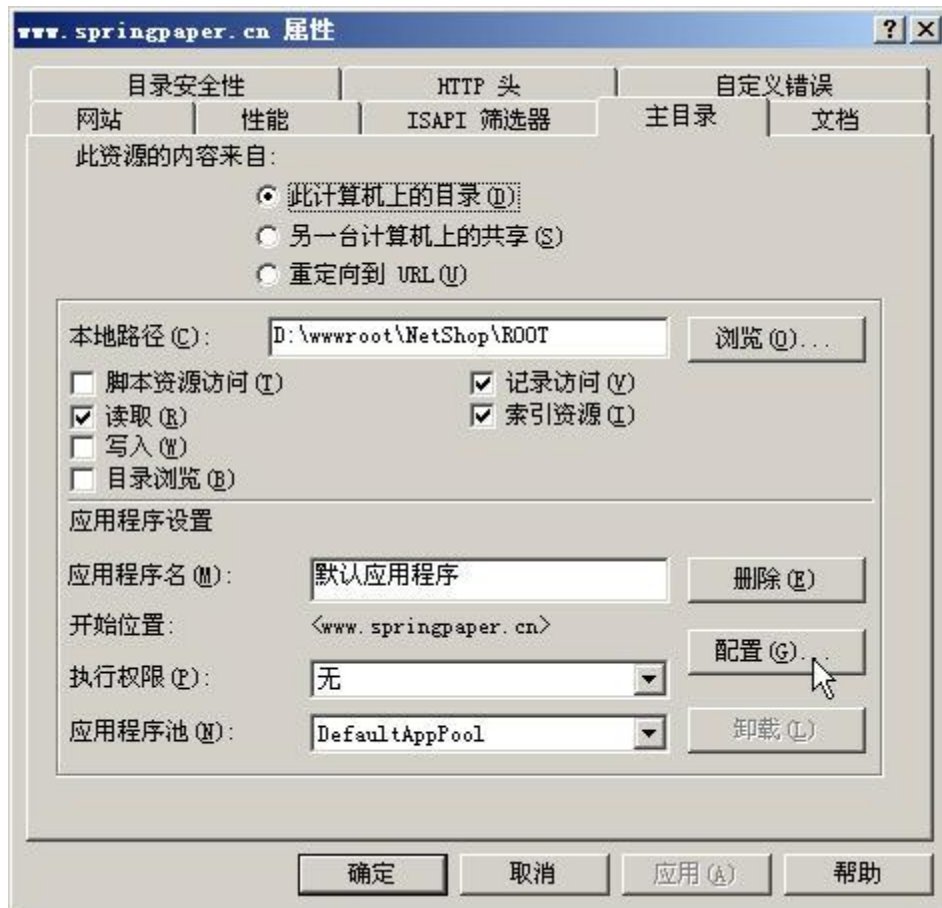 www.springpaper.cn 属性
目录安全性 HTTP 头 自定义错误
网站 性能 ISAPI 筛选器 主目录 文档
此资源的内容来自:
此计算机上的目录(D)
另一台计算机上的共享(S)
重定向到 URL(U)
本地路径(C): D:\wwwroot\NetShop\ROOT 浏览(O)...
脚本资源访问(T) 记录访问(V)
读取(R) 索引资源(I)
写入(W)
目录浏览(B)
应用程序设置
应用程序名(M): 默认应用程序 删除(E)
开始位置: <www.springpaper.cn>
配置(G)...
执行权限(P): 无
应用程序池(N): DefaultAppPool 卸载(L)
确定 取消 应用(A) 帮助